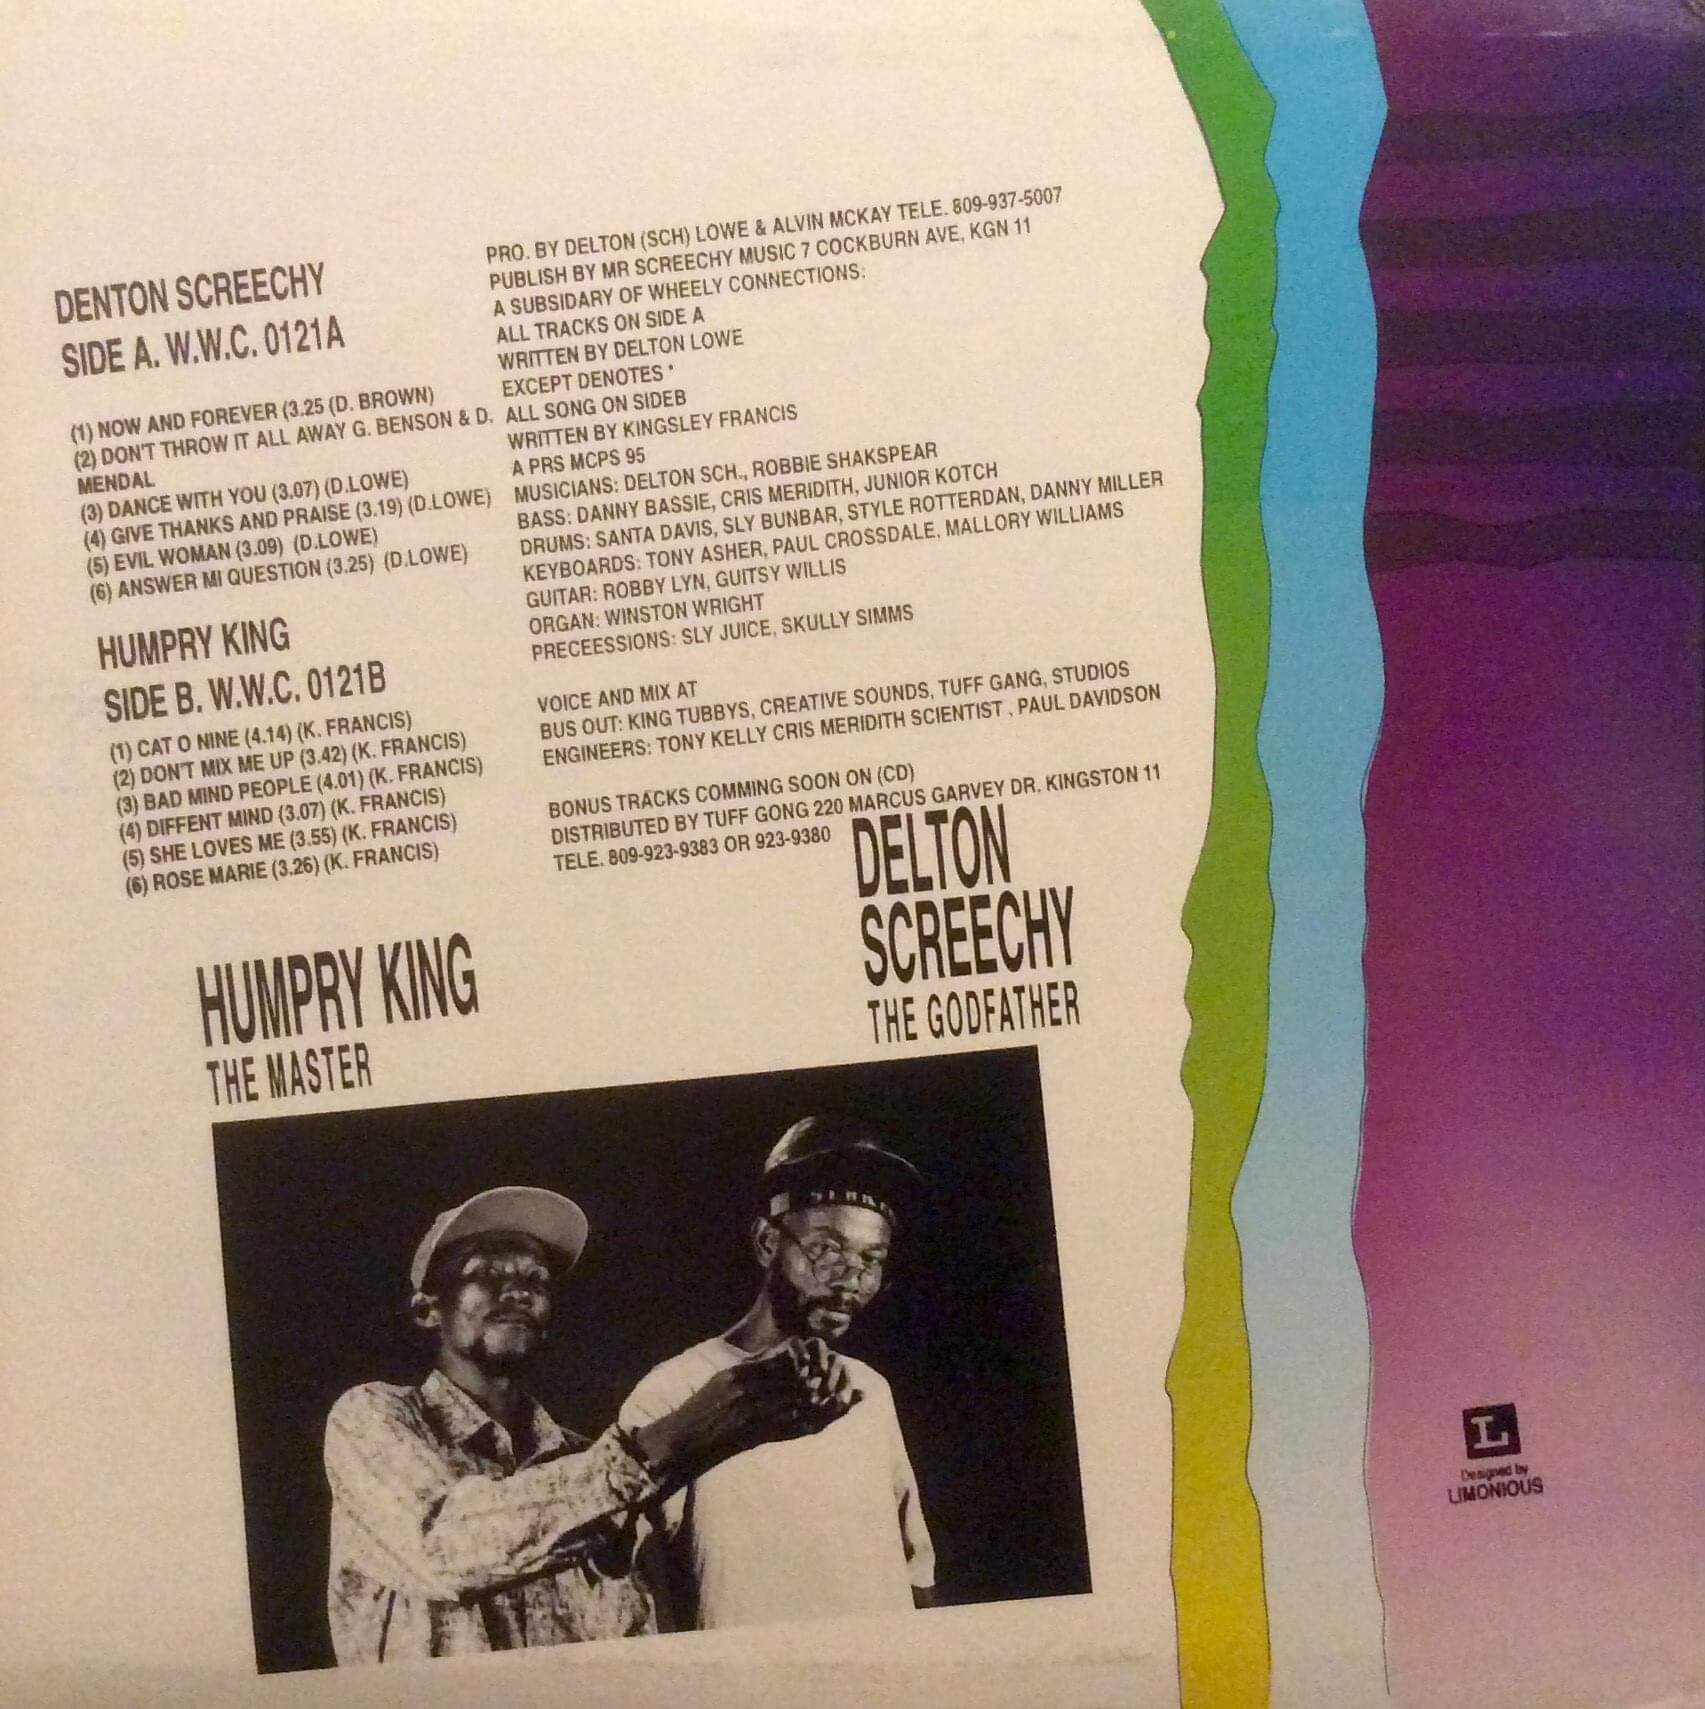 DENTON SCREECHY
SIDE A. W.W.C. 0121A
(1) NOW AND FOREVER (3.25 (D. BROWN)
(2) DON'T THROW IT ALL AWAY G. BENSON & D.
MENDAL
(3) DANCE WITH YOU (3.07) (D.LOWE)
(4) GIVE THANKS AND PRAISE (3.19) (D.LOWE)
(5) EVIL WOMAN (3.09) (D.LOWE)
(6) ANSWER MI QUESTION (3.25) (D.LOWE)
HUMPRY KING
SIDE B. W.W.C. 0121B
(1) CAT O NINE (4.14) (K. FRANCIS)
(2) DON'T MIX ME UP (3.42) (K. FRANCIS)
(3) BAD MIND PEOPLE (4.01) (K. FRANCIS)
(4) DIFFENT MIND (3.07) (K. FRANCIS)
(5) SHE LOVES ME (3.55) (K. FRANCIS)
(6) ROSE MARIE (3.26) (K. FRANCIS)
PRO. BY DELTON (SCH) LOWE & ALVIN MCKAY TELE. 809-937-5007
PUBLISH BY MR SCREECHY MUSIC 7 COCKBURN AVE, KGN 11
A SUBSIDARY OF WHEELY CONNECTIONS:
ALL TRACKS ON SIDE A
WRITTEN BY DELTON LOWE
EXCEPT DENOTES *
ALL SONG ON SIDEB
WRITTEN BY KINGSLEY FRANCIS
A PRS MCPS 95
MUSICIANS: DELTON SCH., ROBBIE SHAKSPEAR
BASS: DANNY BASSIE, CRIS MERIDITH, JUNIOR KOTCH
DRUMS: SANTA DAVIS, SLY BUNBAR, STYLE ROTTERDAN, DANNY MILLER
KEYBOARDS: TONY ASHER, PAUL CROSSDALE, MALLORY WILLIAMS
GUITAR: ROBBY LYN, GUITSY WILLIS
ORGAN: WINSTON WRIGHT
PRECEESSIONS: SLY JUICE, SKULLY SIMMS
VOICE AND MIX AT
BUS OUT: KING TUBBYS, CREATIVE SOUNDS, TUFF GANG, STUDIOS
ENGINEERS: TONY KELLY CRIS MERIDITH SCIENTIST , PAUL DAVIDSON
BONUS TRACKS COMMING SOON ON (CD)
DISTRIBUTED BY TUFF GONG 220 MARCUS GARVEY DR. KINGSTON 11
TELE. 809-923-9383 OR 923-9380
HUMPRY KING
THE MASTER
DELTON
SCREECHY
THE GODFATHER
L
Designed by
LIMONIOUS